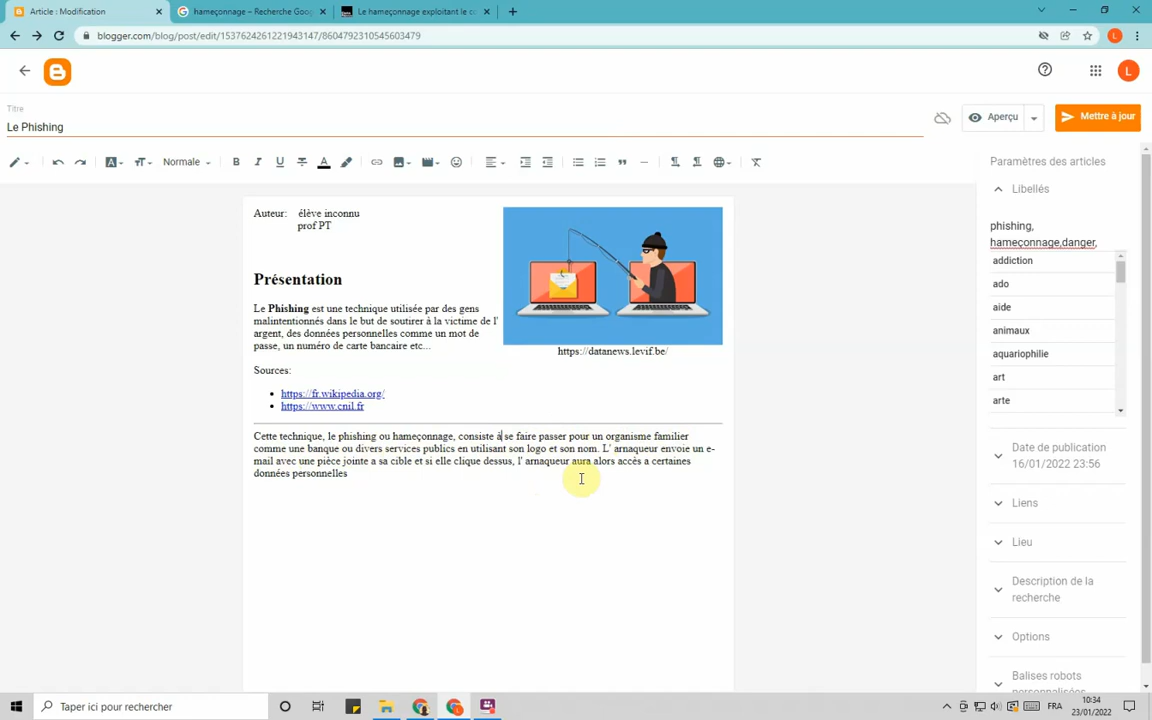 Article : Modification
hameçonnage – Recherche Goog
Le hameçonnage exploitant le c
blogger.com/blog/post/edit/1537624261221943147/8604792310545603479
L
L
Titre
Le Phishing
Aperçu
Mettre à jour
Normale
Paramètres des articles
Libellés
phishing,
hameçonnage,danger,
addiction
ado
aide
animaux
aquariophilie
art
arte
Date de publication
16/01/2022 23:56
Liens
Lieu
Description de la
recherche
Options
Balises robots
personnalisées
Auteur: élève inconnu
prof PT
Présentation
Le Phishing est une technique utilisée par des gens
malintentionnés dans le but de soutirer à la victime de l'
argent, des données personnelles comme un mot de
passe, un numéro de carte bancaire etc...
https://datanews.levif.be/
Sources:
https://fr.wikipedia.org/
https://www.cnil.fr
Cette technique, le phishing ou hameçonnage, consiste à se faire passer pour un organisme familier
comme une banque ou divers services publics en utilisant son logo et son nom. L' arnaqueur envoie un e-
mail avec une pièce jointe a sa cible et si elle clique dessus, l' arnaqueur aura alors accès a certaines
données personnelles
Taper ici pour rechercher
FRA
10:34
23/01/2022